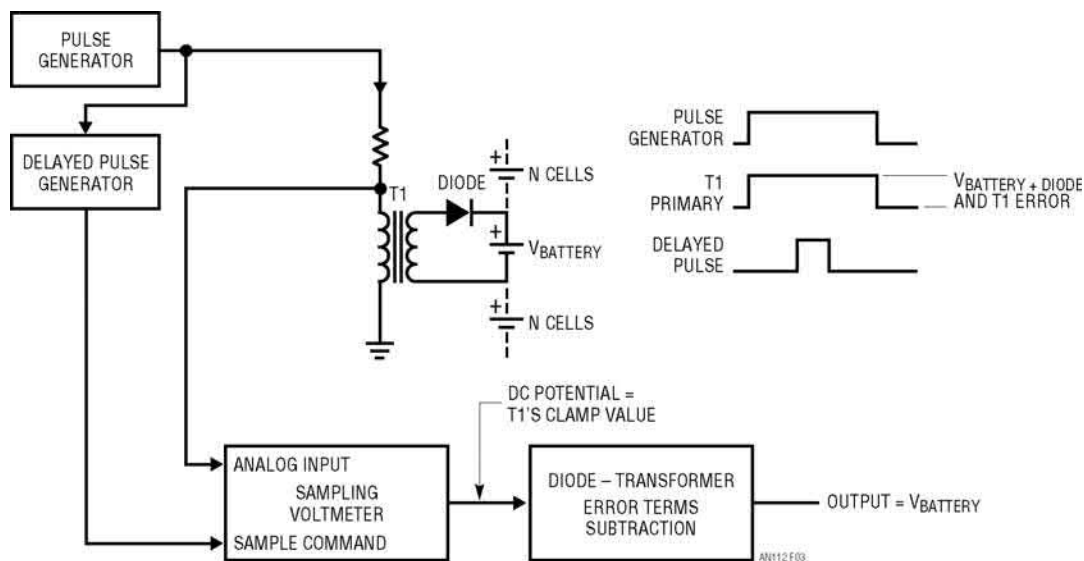 PULSE
GENERATOR
DELAYED PULSE
GENERATOR
T1
DIODE
+
N CELLS
+
VBATTERY
+
N CELLS
PULSE
GENERATOR
T1
PRIMARY
VBATTERY + DIODE
AND T1 ERROR
DELAYED
PULSE
DC POTENTIAL =
T1'S CLAMP VALUE
ANALOG INPUT
SAMPLING
VOLTMETER
SAMPLE COMMAND
DIODE – TRANSFORMER
ERROR TERMS
SUBTRACTION
OUTPUT = VBATTERY
AN112 F03